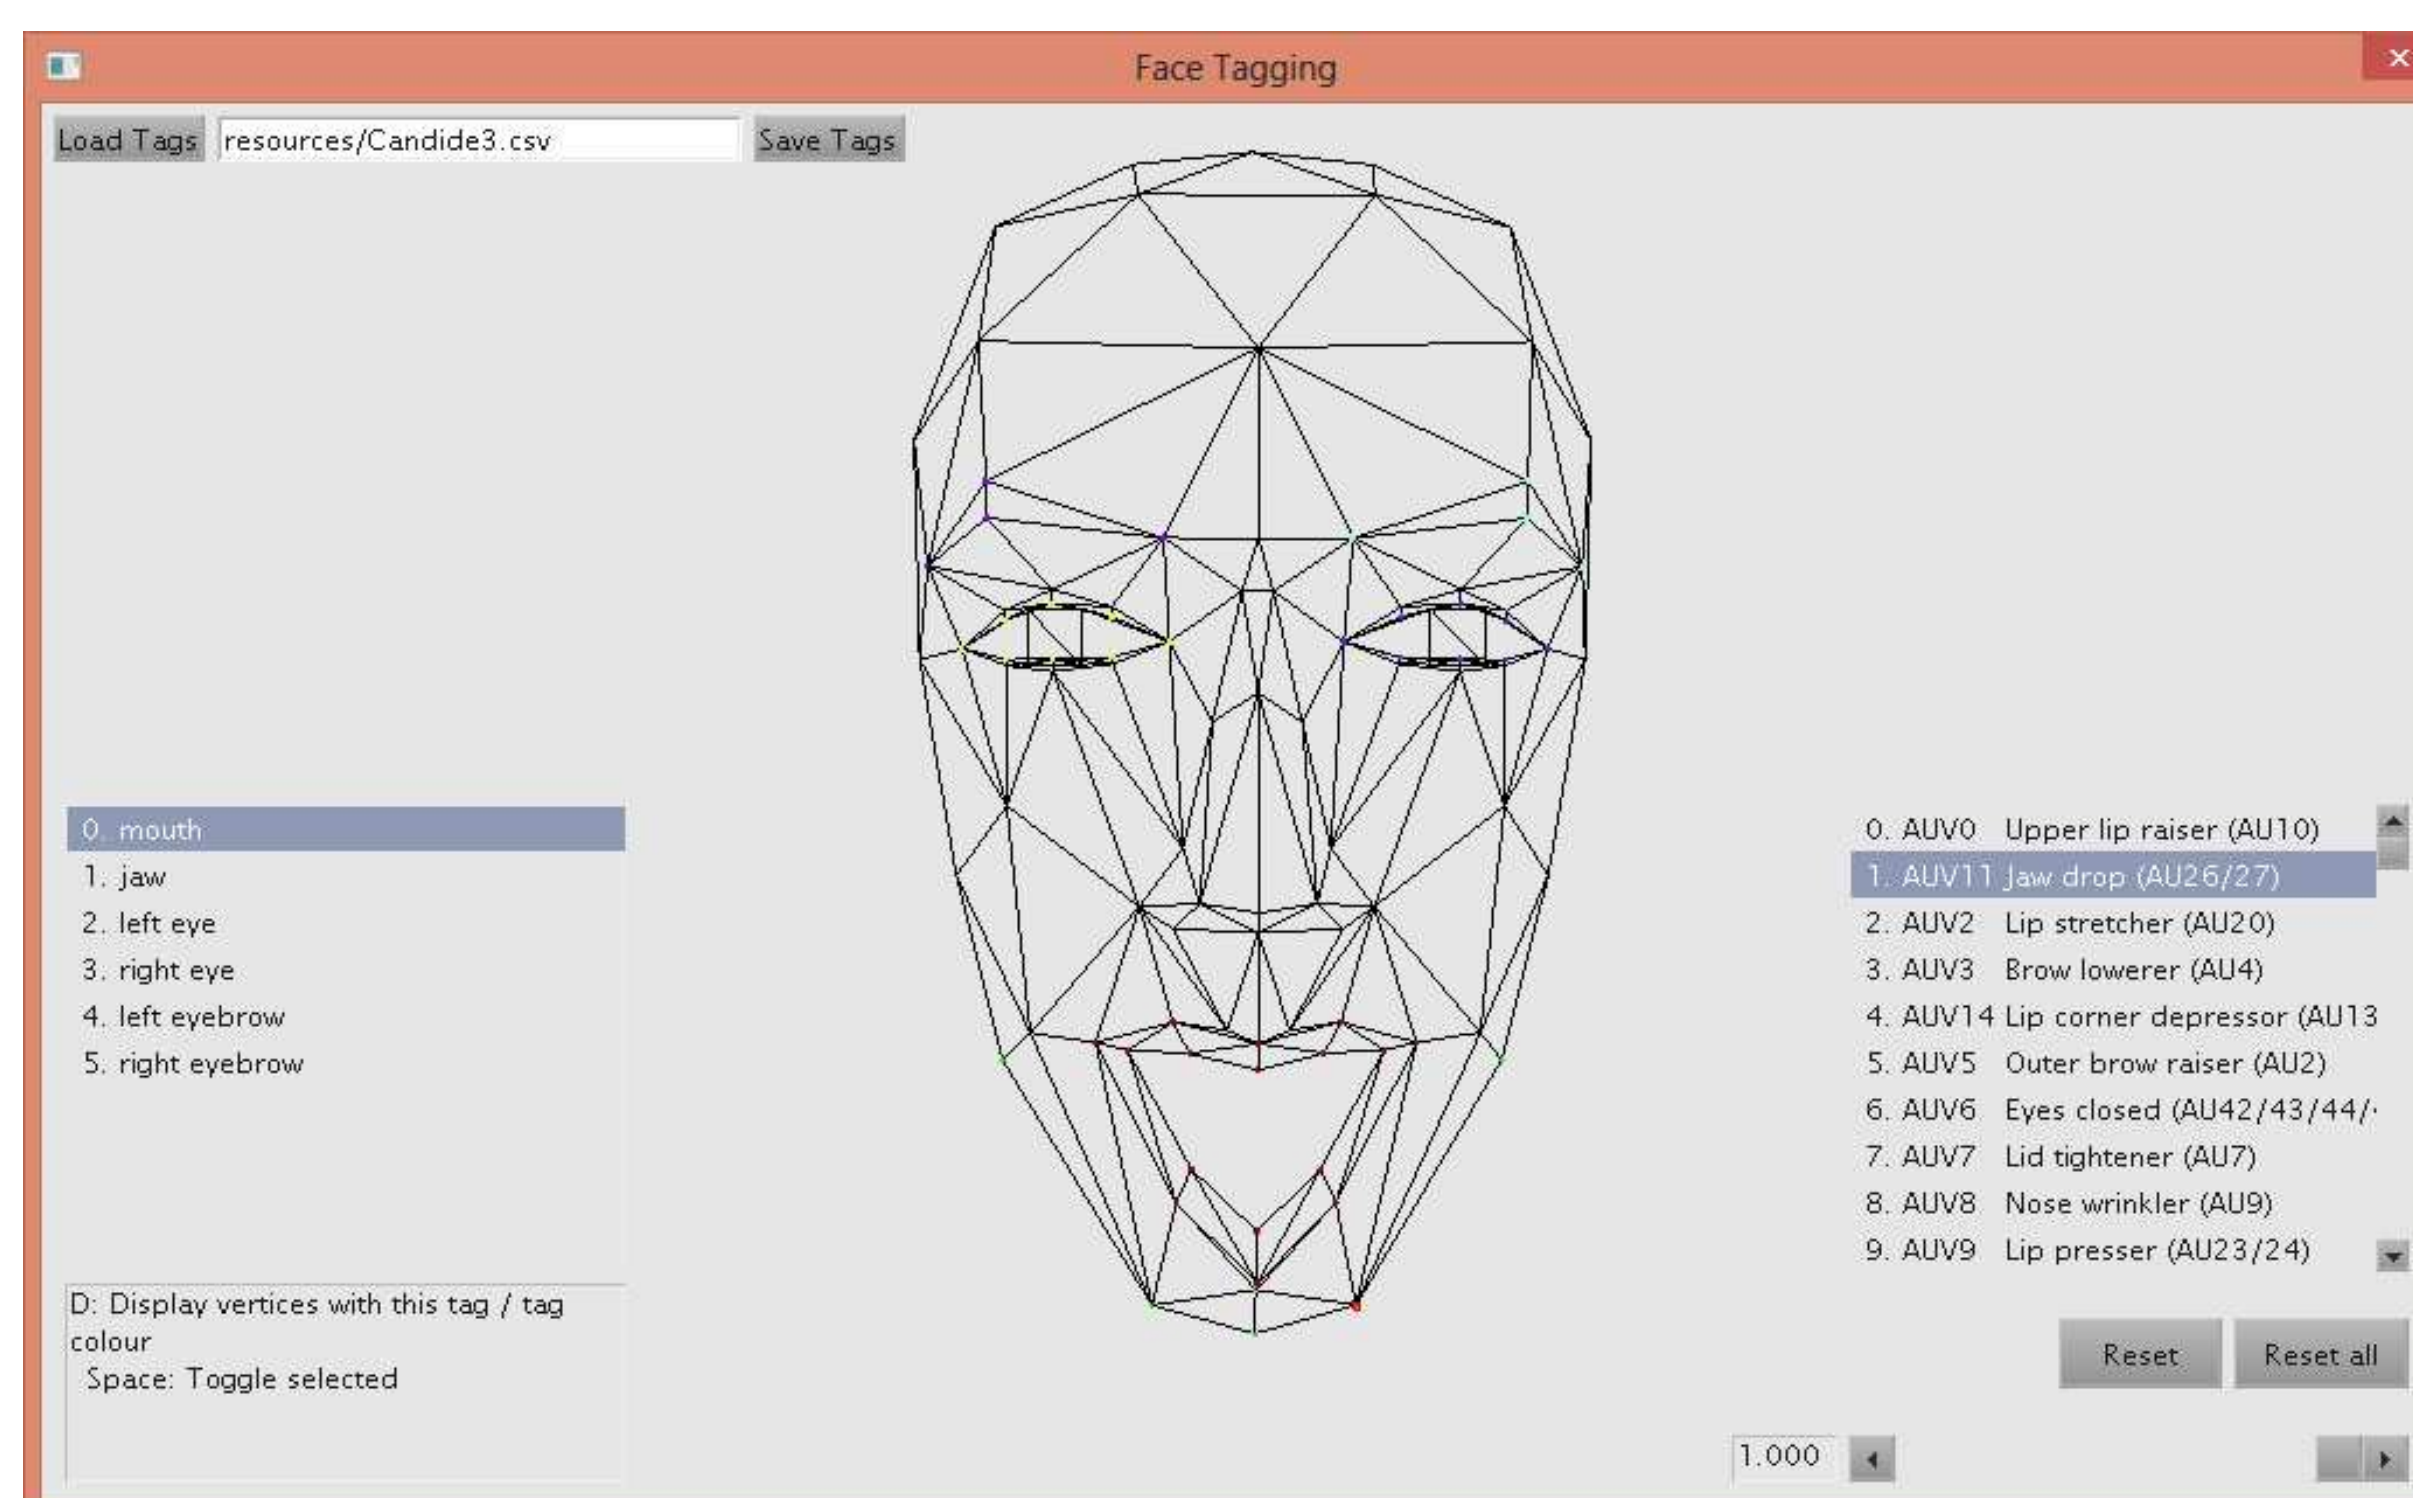 Face Tagging
Load Tags resources/Candide3.csv Save Tags
0. mouth
1. jaw
2. left eye
3. right eye
4. left eyebrow
5. right eyebrow
D: Display vertices with this tag / tag
colour
Space: Toggle selected
0. AUV0 Upper lip raiser (AU10)
1. AUV11 Jaw drop (AU26/27)
2. AUV2 Lip stretcher (AU20)
3. AUV3 Brow lowerer (AU4)
4. AUV14 Lip corner depressor (AU13
5. AUV5 Outer brow raiser (AU2)
6. AUV6 Eyes closed (AU42/43/44/
7. AUV7 Lid tightener (AU7)
8. AUV8 Nose wrinkler (AU9)
9. AUV9 Lip presser (AU23/24)
Reset Reset all
1.000